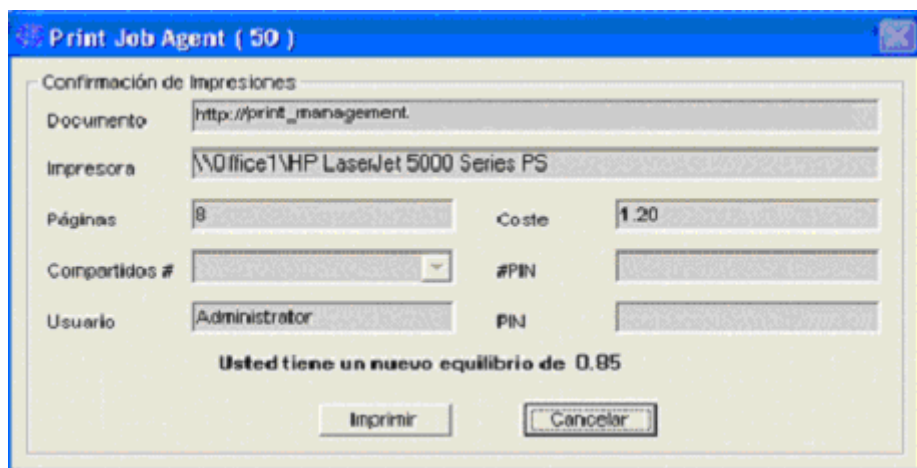 Print Job Agent ( 50 )
Confirmación de Impresiones
Documento http://print_management.
Impresora \\Office1\HP LaserJet 5000 Series PS
Páginas 8 Coste 1.20
Compartidos # #PIN
Usuario Administrator PIN
Usted tiene un nuevo equilibrio de 0.85
Imprimir Cancelar